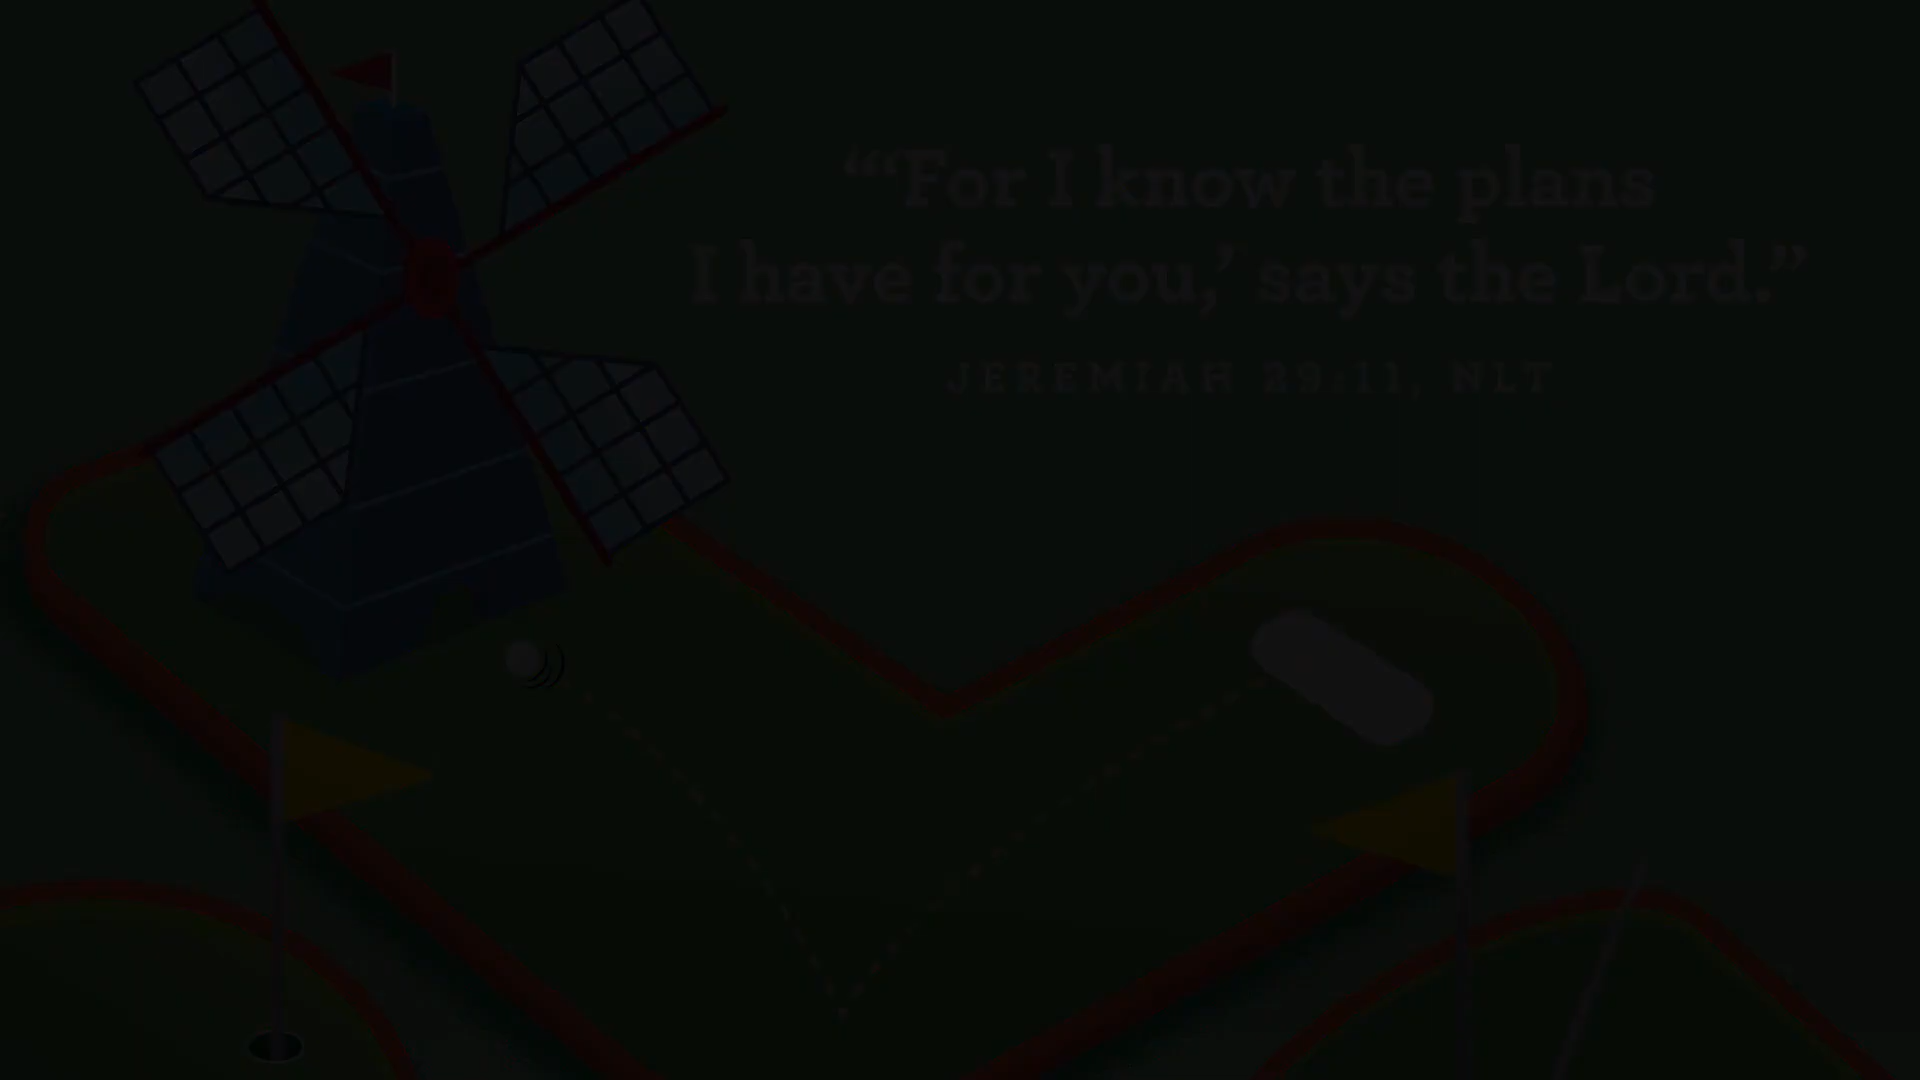 “‘For I know the plans
I have for you,’ says the Lord.”
JEREMIAH 29:11, NLT